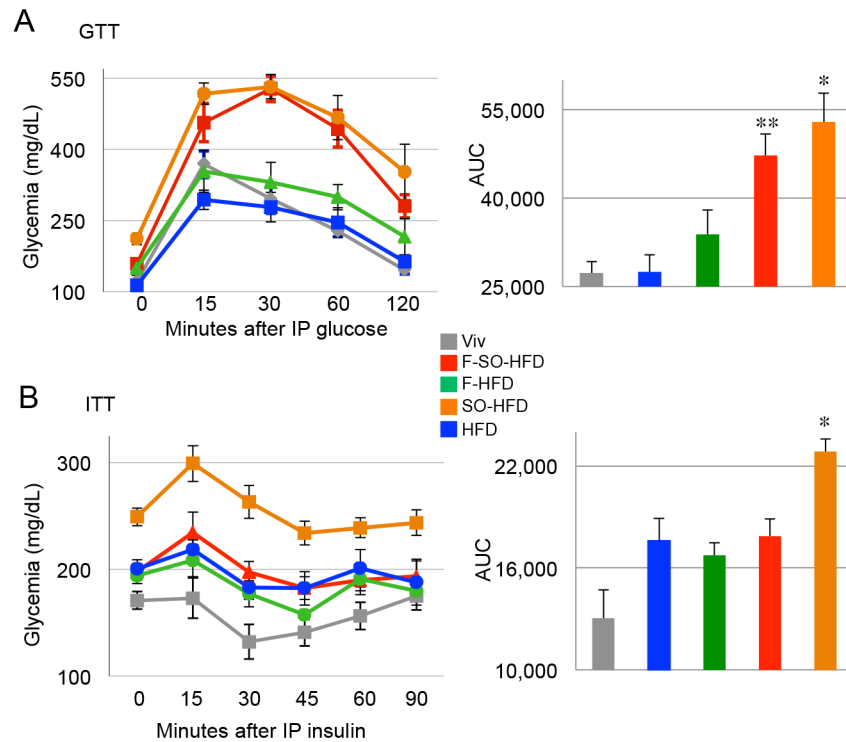 A
GTT
Glycemia (mg/dL)
550
400
250
100
0 15 30 60 120
Minutes after IP glucose
AUC
55,000
40,000
25,000
**
*
Viv
F-SO-HFD
F-HFD
SO-HFD
HFD
B
ITT
Glycemia (mg/dL)
300
200
100
0 15 30 45 60 90
Minutes after IP insulin
AUC
22,000
16,000
10,000
*